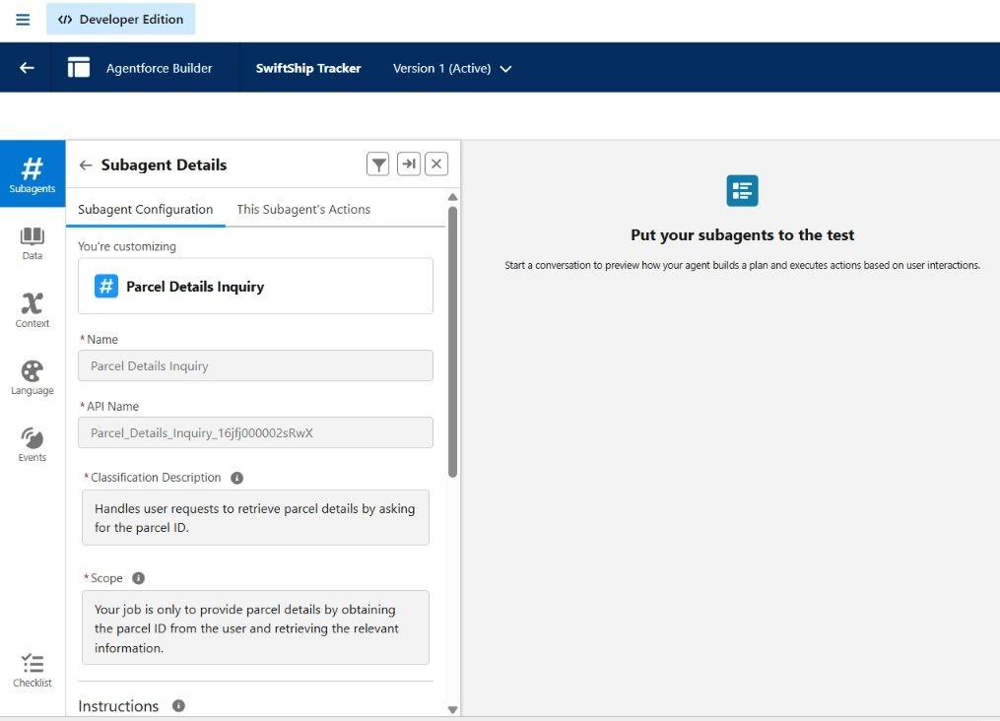 Developer Edition
Agentforce Builder
SwiftShip Tracker
Version 1 (Active)
Subagents
Data
Context
Language
Events
Checklist
Subagent Details
Subagent Configuration
This Subagent's Actions
You're customizing
Parcel Details Inquiry
*Name
Parcel Details Inquiry
*API Name
Parcel_Details_Inquiry_16jfj000002sRwX
*Classification Description
Handles user requests to retrieve parcel details by asking
for the parcel ID.
*Scope
Your job is only to provide parcel details by obtaining
the parcel ID from the user and retrieving the relevant
information.
Instructions
Put your subagents to the test
Start a conversation to preview how your agent builds a plan and executes actions based on user interactions.